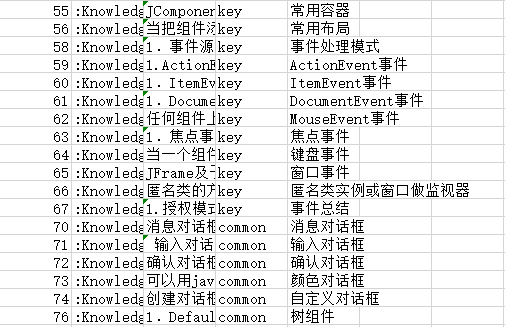 55 :Knowledg JComponen key 常用容器
56 :Knowledg 当把组件添 key 常用布局
58 :Knowledg 1. 事件源 key 事件处理模式
59 :Knowledg 1.ActionE key ActionEvent事件
60 :Knowledg 1. ItemEv key ItemEvent事件
61 :Knowledg 1. Docume key DocumentEvent事件
62 :Knowledg 任何组件上 key MouseEvent事件
63 :Knowledg 1. 焦点事 key 焦点事件
64 :Knowledg 当一个组件 key 键盘事件
65 :Knowledg JFrame及子 key 窗口事件
66 :Knowledg 匿名类的方 key 匿名类实例或窗口做监视器
67 :Knowledg 1.授权模式 key 事件总结
70 :Knowledg 消息对话框 common 消息对话框
71 :Knowledg 输入对话 common 输入对话框
72 :Knowledg 确认对话框 common 确认对话框
73 :Knowledg 可以用jav common 颜色对话框
74 :Knowledg 创建对话框 common 自定义对话框
76 :Knowledg 1. Defaul common 树组件